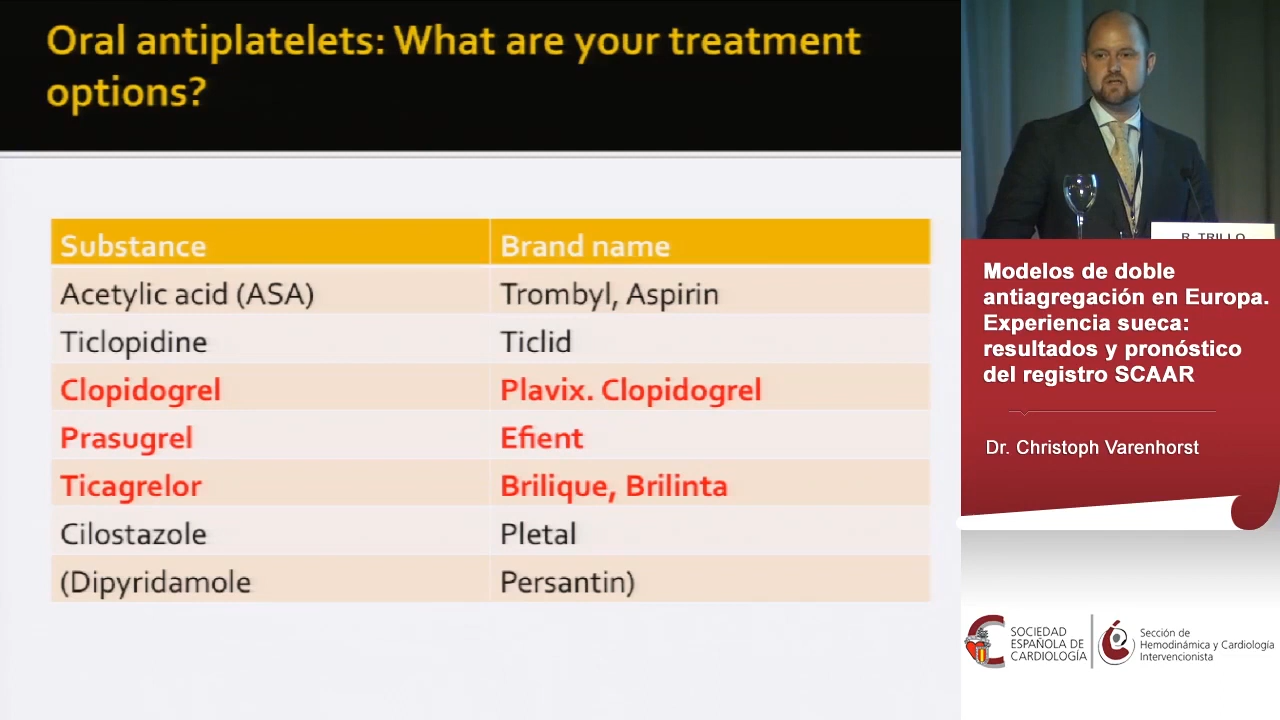 Oral antiplatelets: What are your treatment
options?
Substance Brand name
Acetylic acid (ASA) Trombyl, Aspirin
Ticlopidine Ticlid
Clopidogrel Plavix. Clopidogrel
Prasugrel Efient
Ticagrelor Brilique, Brilinta
Cilostazole Pletal
(Dipyridamole Persantin)
R. TRILLO
Modelos de doble
antiagregación en Europa.
Experiencia sueca:
resultados y pronóstico
del registro SCAAR
Dr. Christoph Varenhorst
SOCIEDAD
ESPAÑOLA DE
CARDIOLOGÍA
Sección de
Hemodinámica y Cardiología
Intervencionista